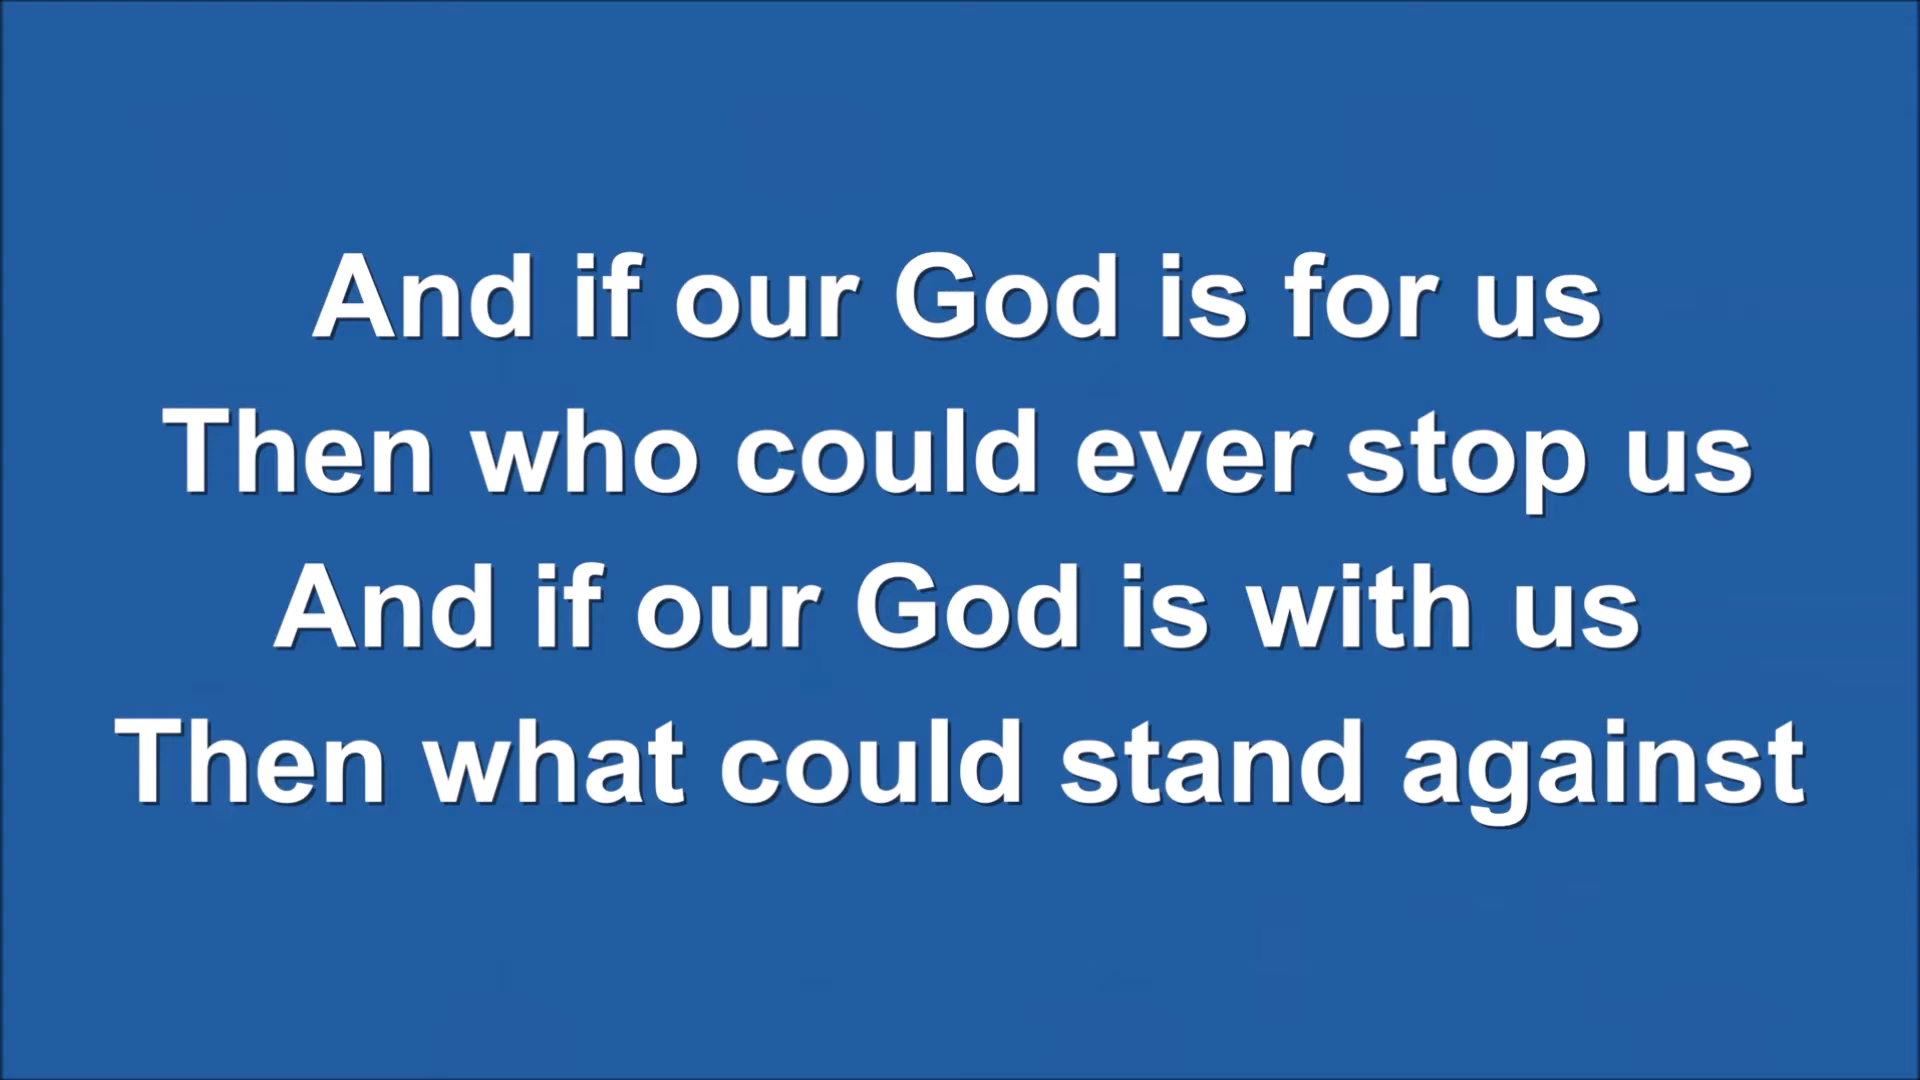 And if our God is for us
Then who could ever stop us
And if our God is with us
Then what could stand against